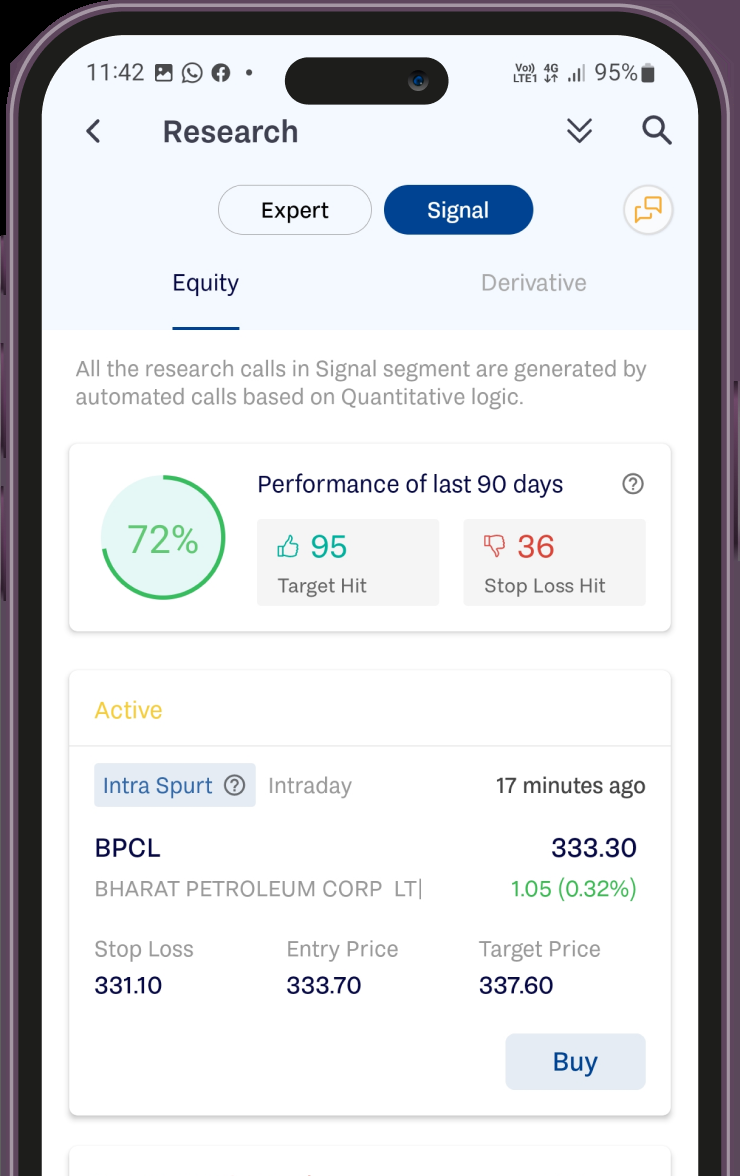 11:42 Vo)) LTE1 4G 95%
Research
Expert Signal
Equity Derivative
All the research calls in Signal segment are generated by
automated calls based on Quantitative logic.
72%
Performance of last 90 days ?
95 36
Target Hit Stop Loss Hit
Active
Intra Spurt ? Intraday 17 minutes ago
BPCL 333.30
BHARAT PETROLEUM CORP LT| 1.05 (0.32%)
Stop Loss Entry Price Target Price
331.10 333.70 337.60
Buy